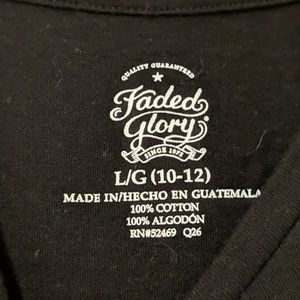 QUALITY GUARANTEED
Faded
Glory®
SINCE 1972
L/G (10-12)
MADE IN/HECHO EN GUATEMALA
100% COTTON
100% ALGODÓN
RN#52469 Q26